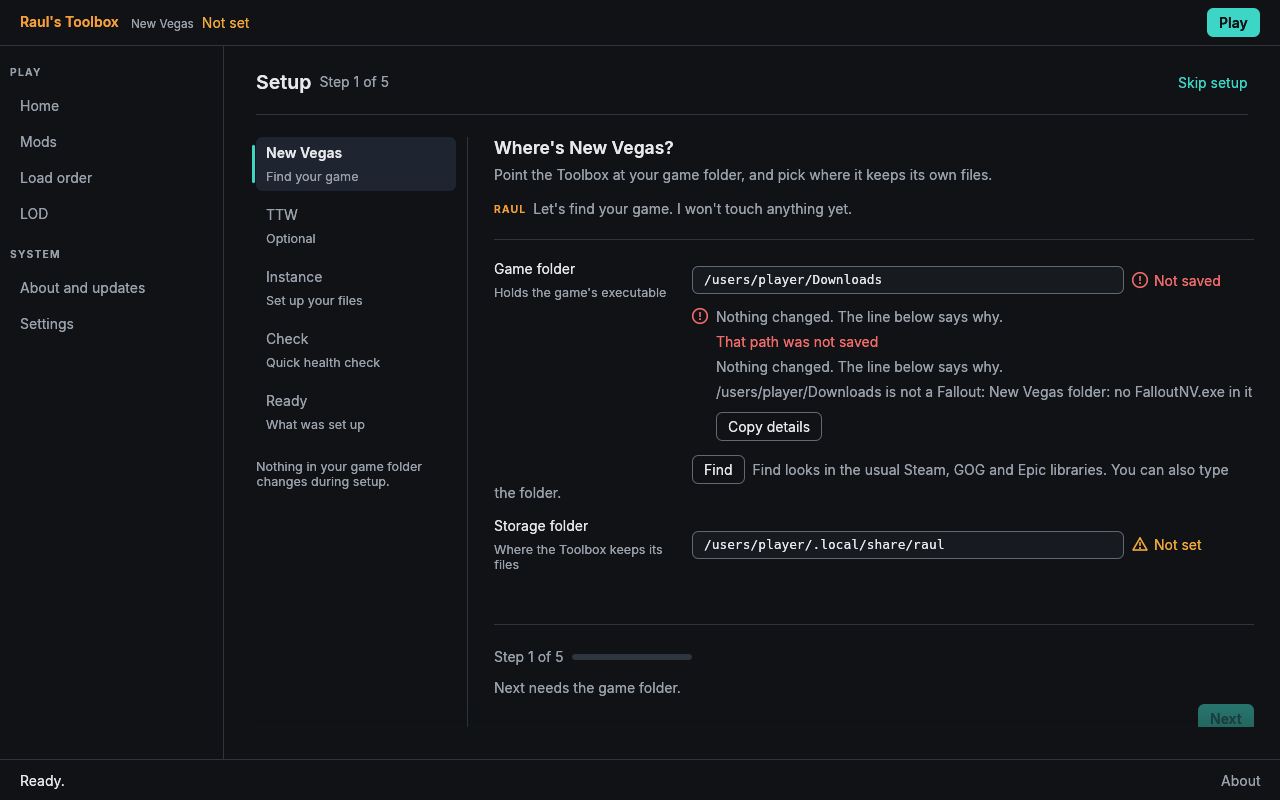 Raul's Toolbox New Vegas Not set
Play
PLAY
Home
Mods
Load order
LOD
SYSTEM
About and updates
Settings
Setup Step 1 of 5
Skip setup
New Vegas
Find your game
TTW
Optional
Instance
Set up your files
Check
Quick health check
Ready
What was set up
Nothing in your game folder
changes during setup.
Where's New Vegas?
Point the Toolbox at your game folder, and pick where it keeps its own files.
RAUL Let's find your game. I won't touch anything yet.
Game folder
Holds the game's executable
/users/player/Downloads
Not saved
Nothing changed. The line below says why.
That path was not saved
Nothing changed. The line below says why.
/users/player/Downloads is not a Fallout: New Vegas folder: no FalloutNV.exe in it
Copy details
Find Find looks in the usual Steam, GOG and Epic libraries. You can also type
the folder.
Storage folder
Where the Toolbox keeps its
files
/users/player/.local/share/raul
Not set
Step 1 of 5
Next needs the game folder.
Next
Ready.
About